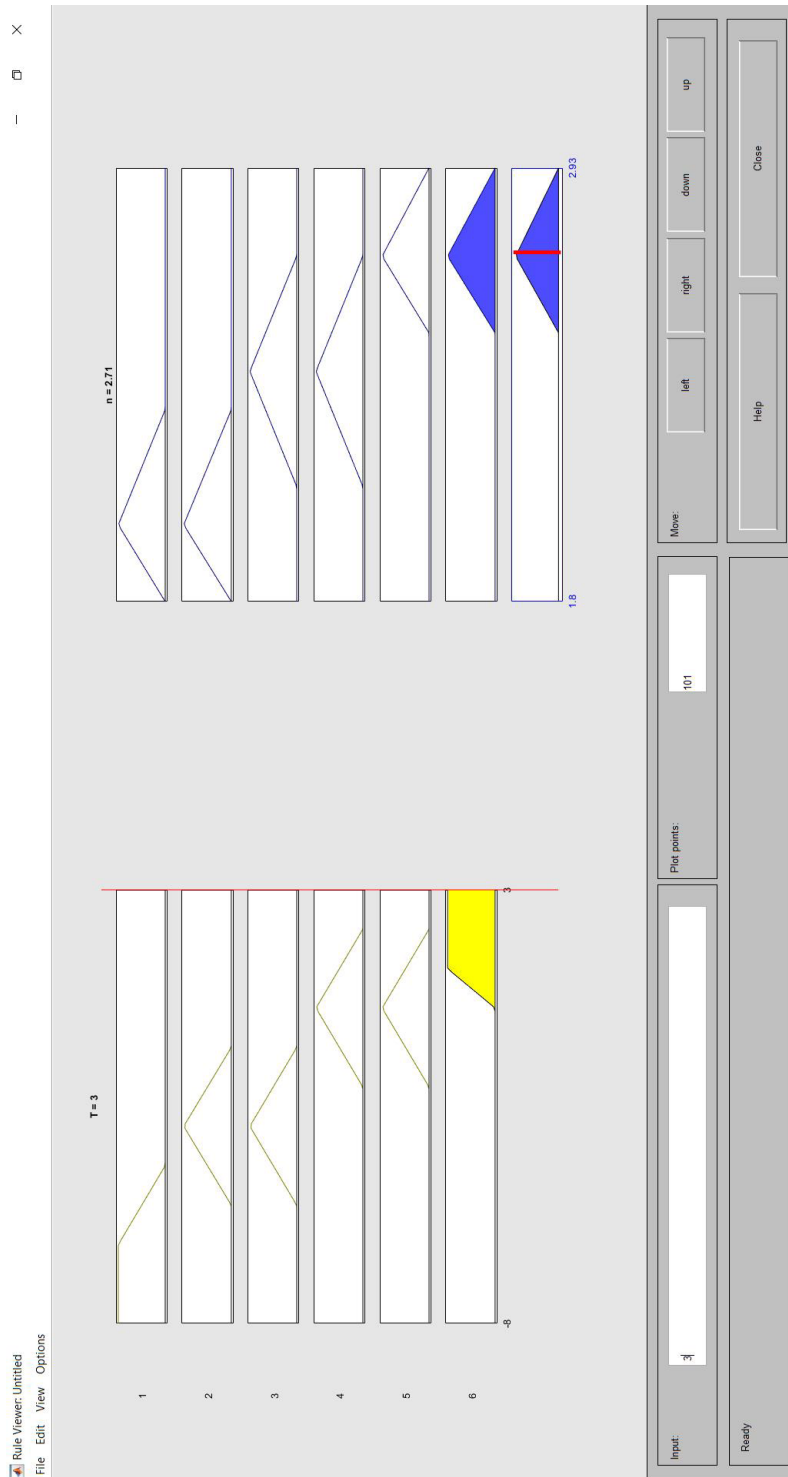 Rule Viewer: Untitled
File Edit View Options
T = 3
n = 2.71
1
2
3
4
5
6
-8
3
1.8
2.93
Input:
3
Plot points:
101
Move:
left
right
down
up
Ready
Help
Close